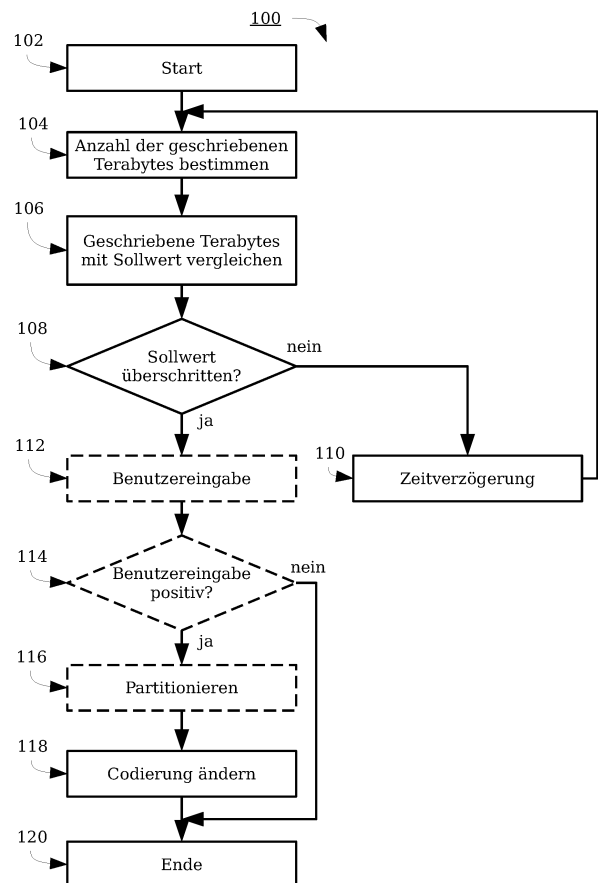 100
102
Start
104
Anzahl der geschriebenen
Terabytes bestimmen
106
Geschriebene Terabytes
mit Sollwert vergleichen
108
Sollwert
überschritten?
nein
ja
110
Zeitverzögerung
112
Benutzereingabe
114
Benutzereingabe
positiv?
nein
ja
116
Partitionieren
118
Codierung ändern
120
Ende